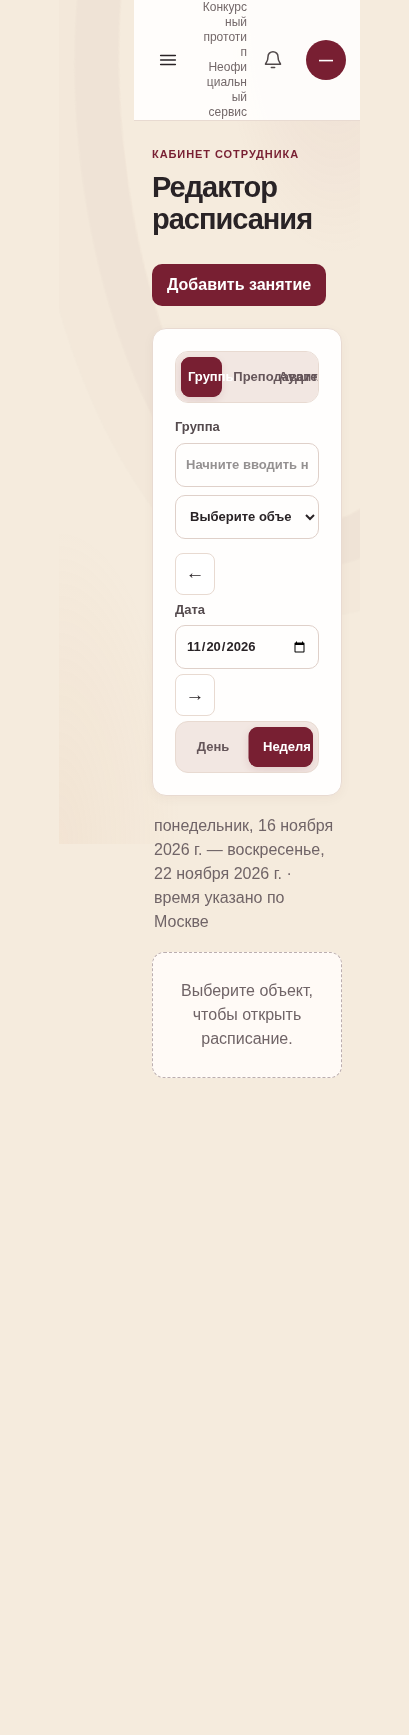 Конкурс
ный
прототи
п
Неофи
циальн
ый
сервис
КАБИНЕТ СОТРУДНИКА
Редактор
расписания
Добавить занятие
Группы Преподаватели
Группа
Начните вводить н
Выберите объе
←
Дата
11/20/2026
→
День Неделя
понедельник, 16 ноября
2026 г. — воскресенье,
22 ноября 2026 г. ·
время указано по
Москве
Выберите объект,
чтобы открыть
расписание.